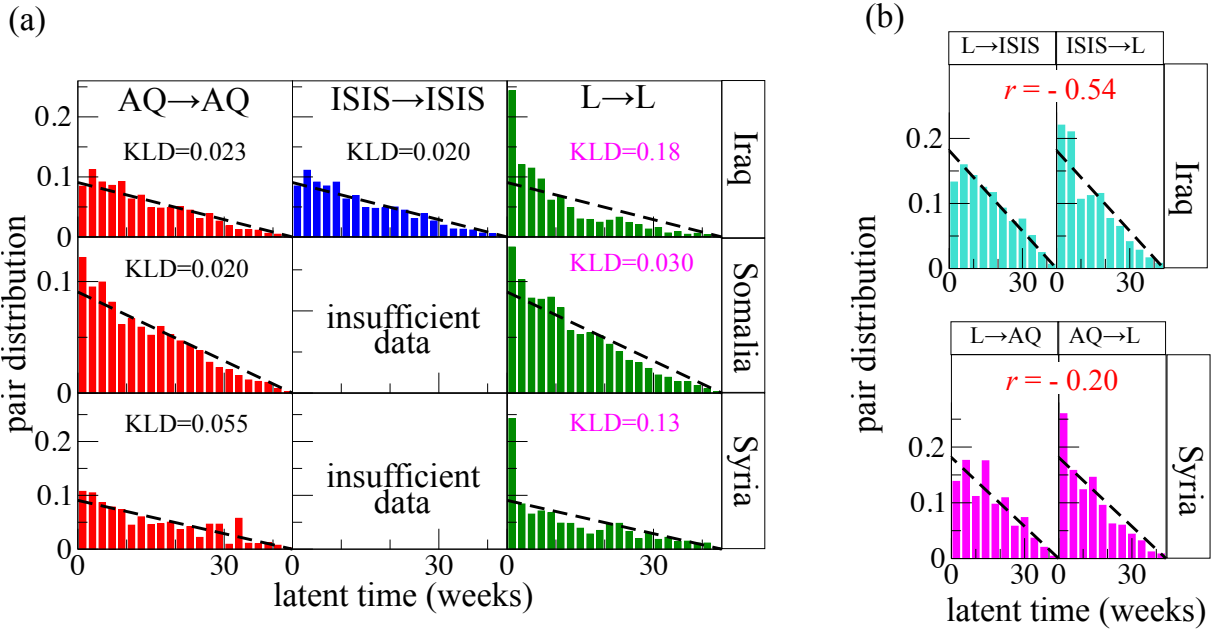 (a)
AQ→AQ
ISIS→ISIS
L→L
Iraq
0.2
0.1
0
KLD=0.023
KLD=0.020
KLD=0.18
Somalia
0.1
0
KLD=0.020
insufficient
data
KLD=0.030
Syria
0.2
0.1
0
KLD=0.055
insufficient
data
KLD=0.13
0
30
0
30
0
30
pair distribution
latent time (weeks)
(b)
L→ISIS
ISIS→L
r = - 0.54
Iraq
0.2
0.1
0
0
30
0
30
L→AQ
AQ→L
r = - 0.20
Syria
0.2
0.1
0
0
30
0
30
pair distribution
latent time (weeks)